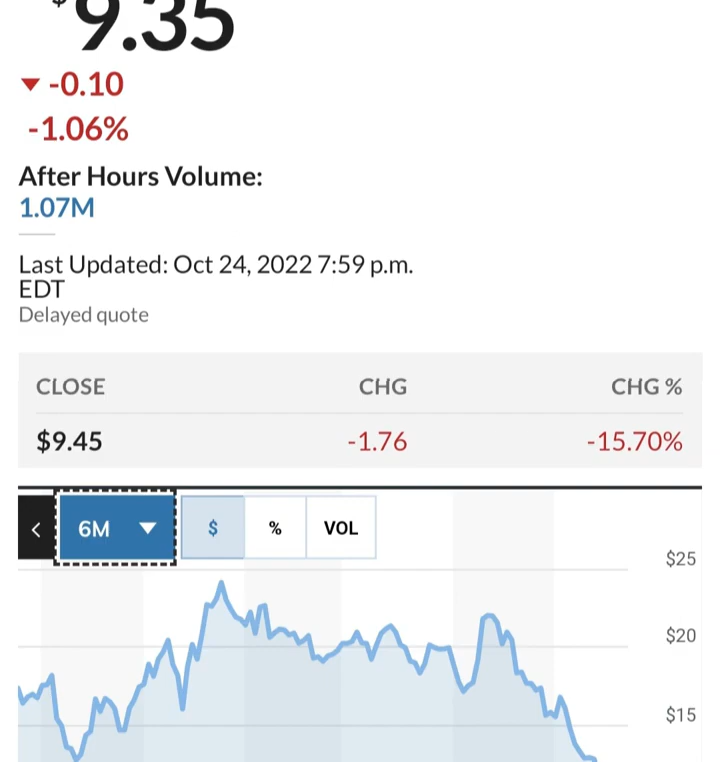 $9.35
-0.10
-1.06%
After Hours Volume:
1.07M
Last Updated: Oct 24, 2022 7:59 p.m.
EDT
Delayed quote
CLOSE CHG CHG %
$9.45 -1.76 -15.70%
6M $ % VOL
$25
$20
$15